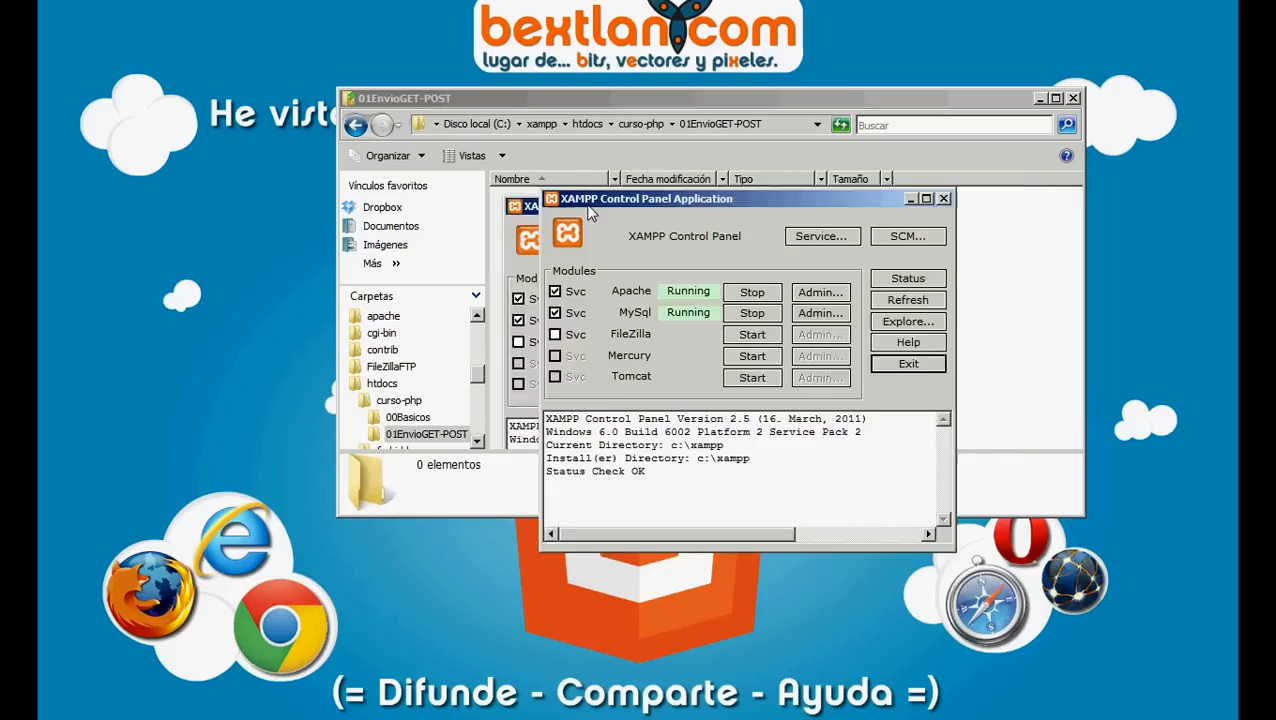 bextlan.com
lugar de... bits, vectores y pixeles.
He visto
01EnvioGET-POST
Disco local (C:) xampp htdocs curso-php 01EnvioGET-POST
Buscar
Organizar Vistas
Vínculos favoritos
Nombre Fecha modificación Tipo Tamaño
Dropbox
Documentos
Imágenes
Más »
Carpetas
apache
cgi-bin
contrib
FileZillaFTP
htdocs
curso-php
00Basicos
01EnvioGET-POST
0 elementos
XAMPP Control Panel Application
XAMPP Control Panel Service... SCM...
Modules
Svc Apache Running Stop Admin...
Svc MySql Running Stop Admin...
Svc FileZilla Start Admin...
Svc Mercury Start Admin...
Svc Tomcat Start Admin...
Status
Refresh
Explore...
Help
Exit
XAMPP Control Panel Version 2.5 (16. March, 2011)
Windows 6.0 Build 6002 Platform 2 Service Pack 2
Current Directory: c:\xampp
Install(er) Directory: c:\xampp
Status Check OK
(= Difunde - Comparte - Ayuda =)